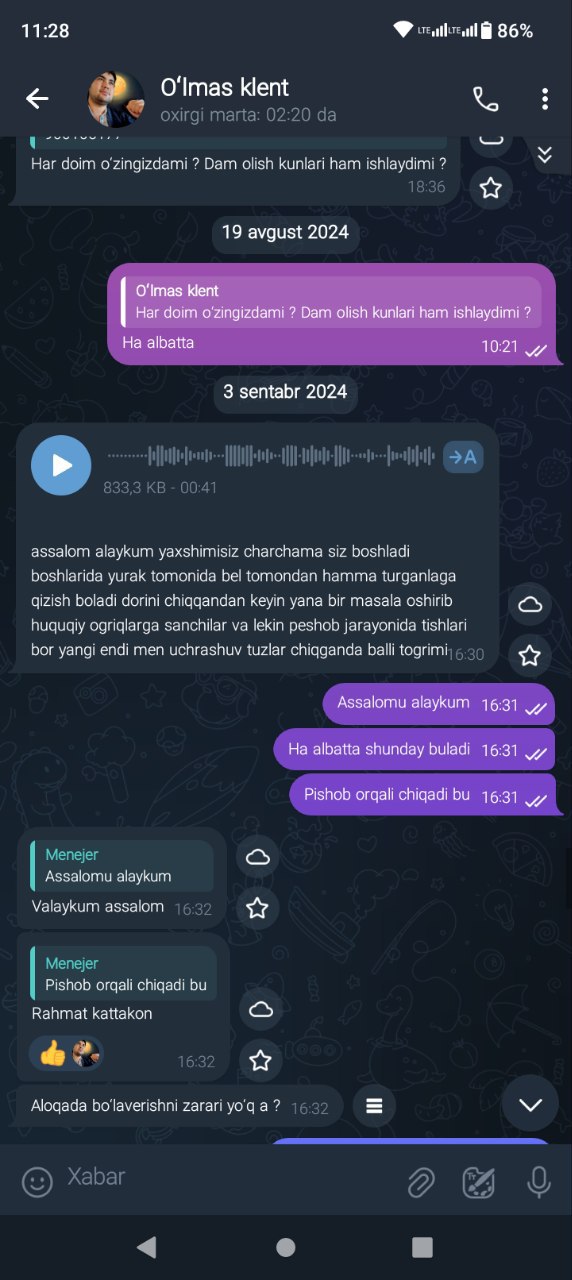 11:28
LTE LTE 86%
O‘lmas klent
oxirgi marta: 02:20 da
Har doim o‘zingizdami ? Dam olish kunlari ham ishlaydimi ?
18:36
19 avgust 2024
O‘lmas klent
Har doim o‘zingizdami ? Dam olish kunlari ham ishlaydimi ?
Ha albatta 10:21
3 sentabr 2024
→A
833,3 KB - 00:41
assalom alaykum yaxshimisiz charchama siz boshladi
boshlarida yurak tomonida bel tomondan hamma turganlaga
qizish boladi dorini chiqqandan keyin yana bir masala oshirib
huquqiy ogriqlarga sanchilar va lekin peshob jarayonida tishlari
bor yangi endi men uchrashuv tuzlar chiqganda balli togrimi 16:30
Assalomu alaykum 16:31
Ha albatta shunday buladi 16:31
Pishob orqali chiqadi bu 16:31
Menejer
Assalomu alaykum
Valaykum assalom 16:32
Menejer
Pishob orqali chiqadi bu
Rahmat kattakon
16:32
Aloqada bo‘laverishni zarari yo‘q a ? 16:32
Xabar